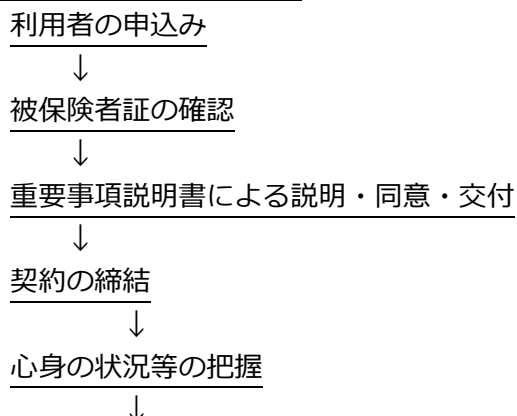 利用者の申込み
↓
被保険者証の確認
↓
重要事項説明書による説明・同意・交付
↓
契約の締結
↓
心身の状況等の把握
↓